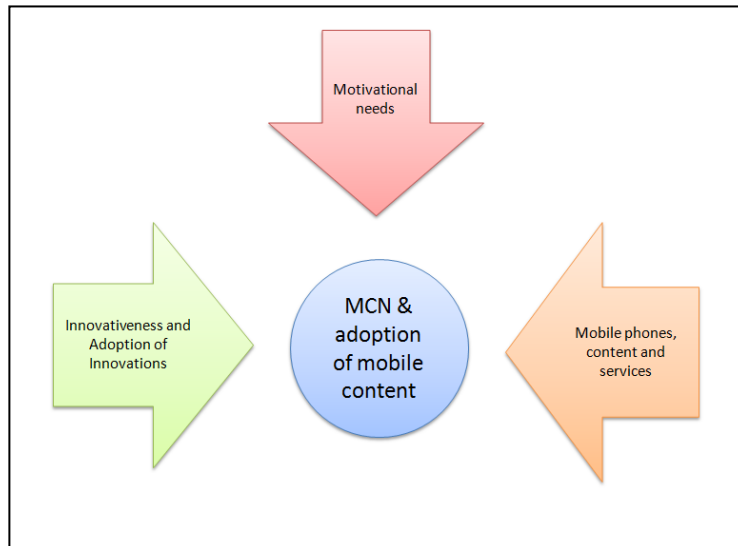 Motivational
needs
Innovativeness and
Adoption of
Innovations
MCN &
adoption
of mobile
content
Mobile phones,
content and
services